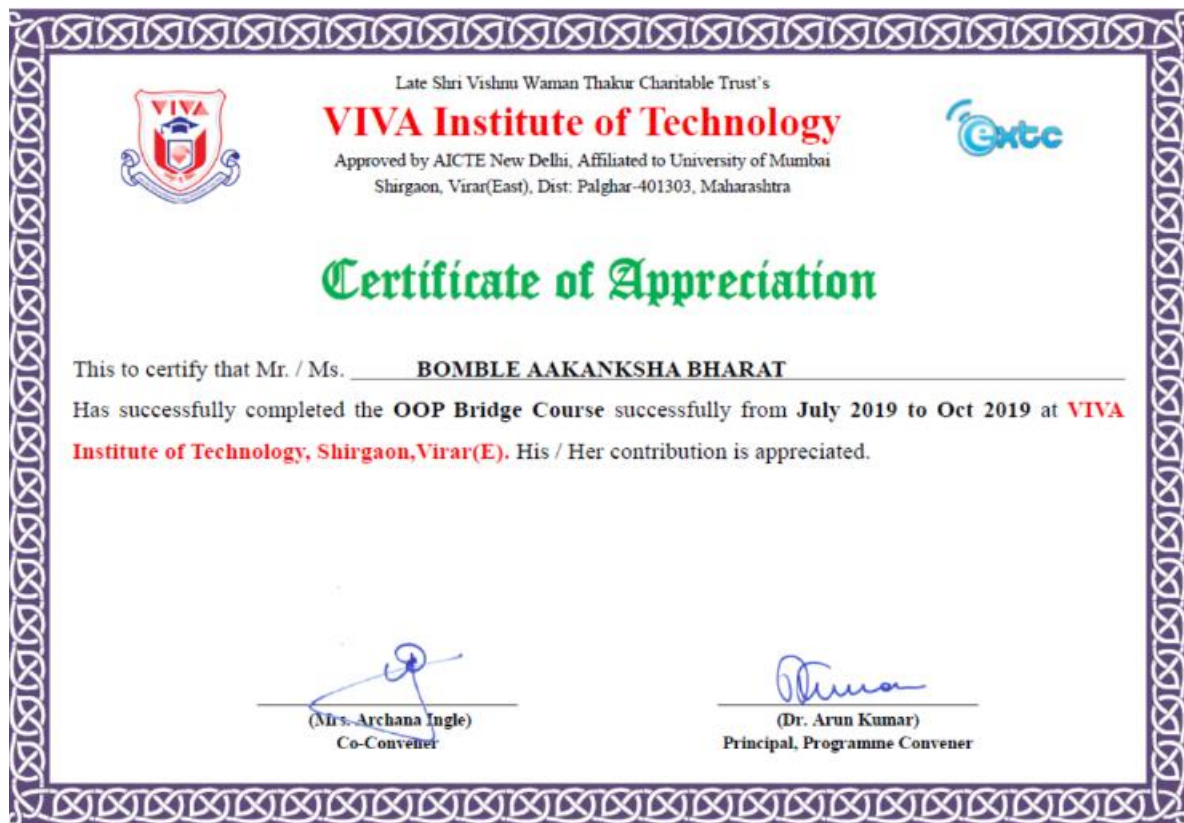 Late Shri Vishnu Waman Thakur Charitable Trust's
VIVA
VIVA Institute of Technology
extc
Approved by AICTE New Delhi, Affiliated to University of Mumbai
Shirgaon, Virar(East), Dist: Palghar-401303, Maharashtra
Certificate of Appreciation
This to certify that Mr. / Ms. BOMBLE AAKANKSHA BHARAT
Has successfully completed the OOP Bridge Course successfully from July 2019 to Oct 2019 at VIVA
Institute of Technology, Shirgaon,Virar(E). His / Her contribution is appreciated.
(Mrs. Archana Ingle)
Co-Convener
(Dr. Arun Kumar)
Principal, Programme Convener